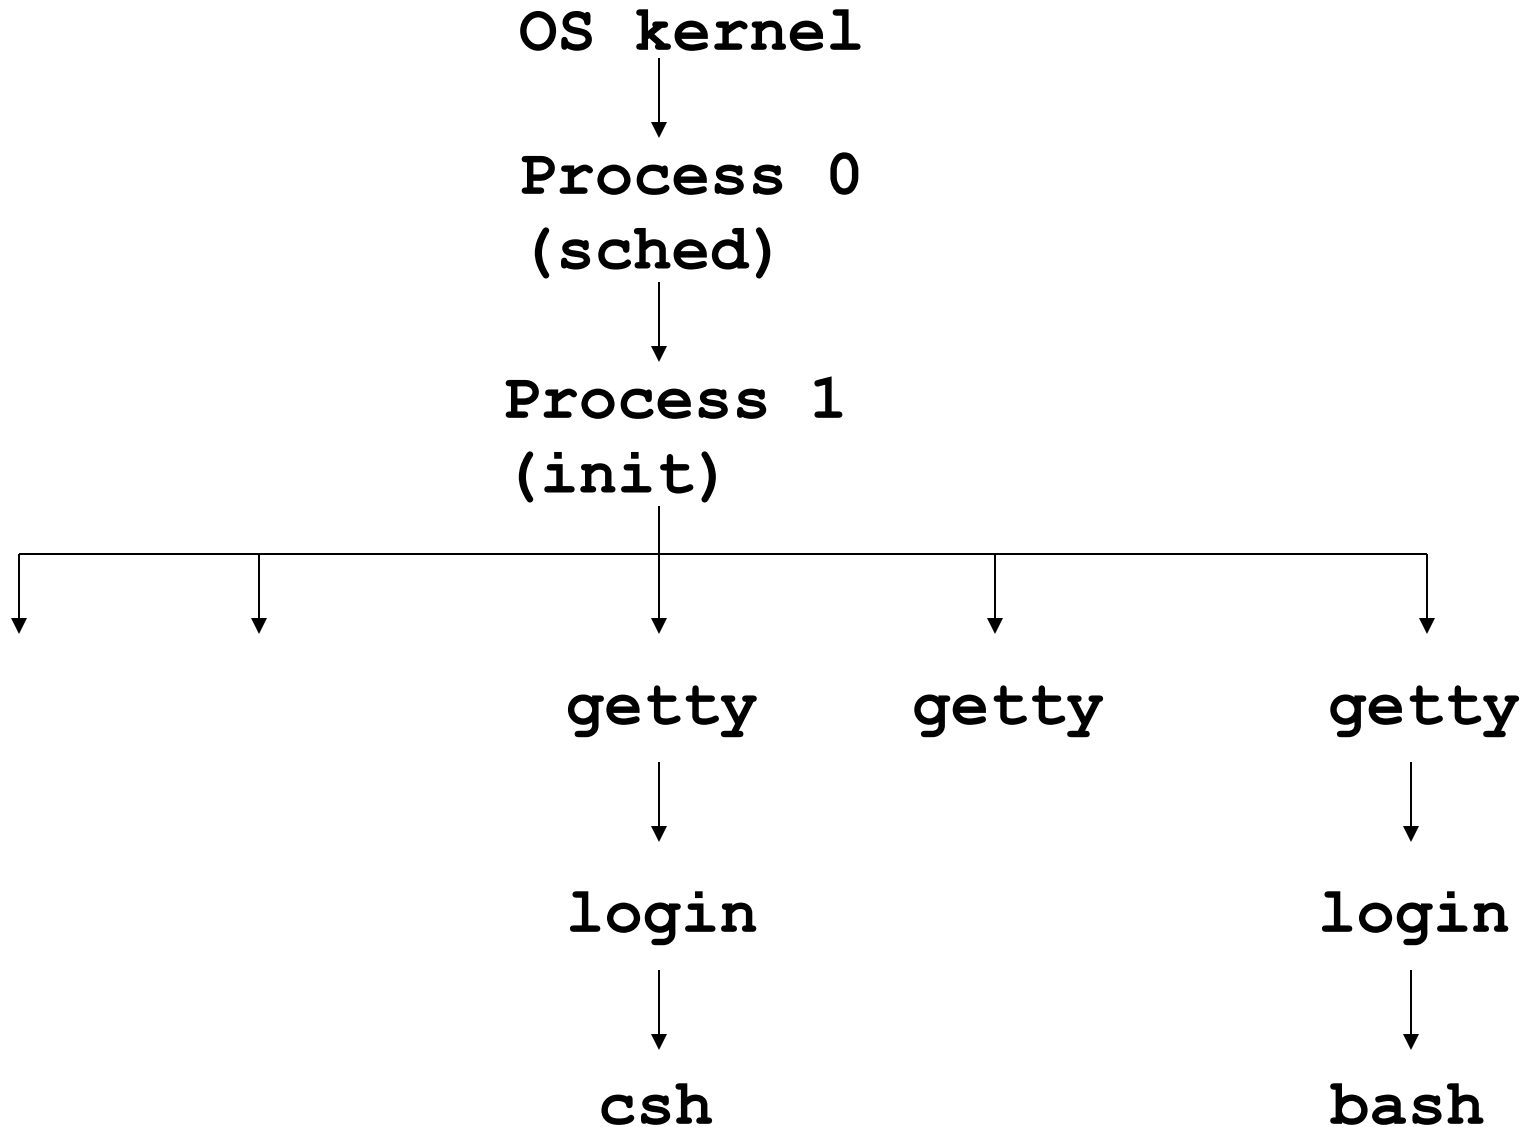 OS kernel
Process 0
(sched)
Process 1
(init)
getty getty getty
login login
csh bash